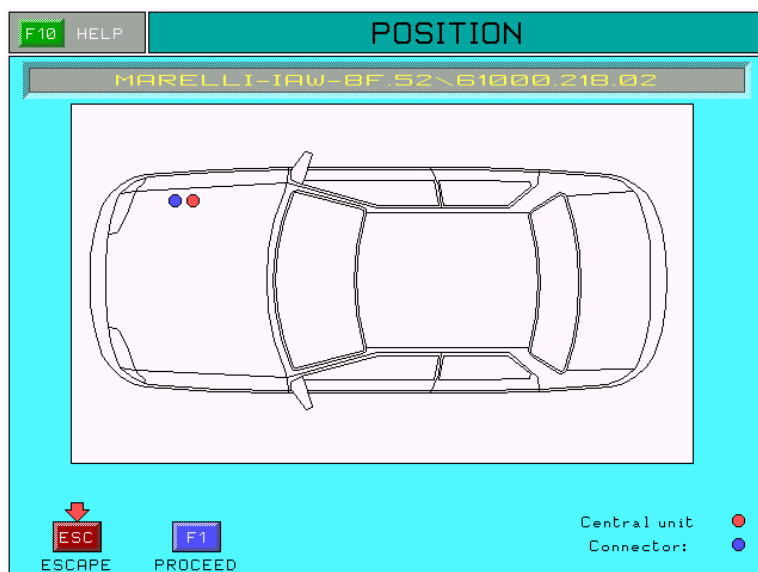 F10 HELP
POSITION
MARELLI-IAW-8F.52\61000.218.02
ESC
F1
ESCAPE
PROCEED
Central unit
Connector: